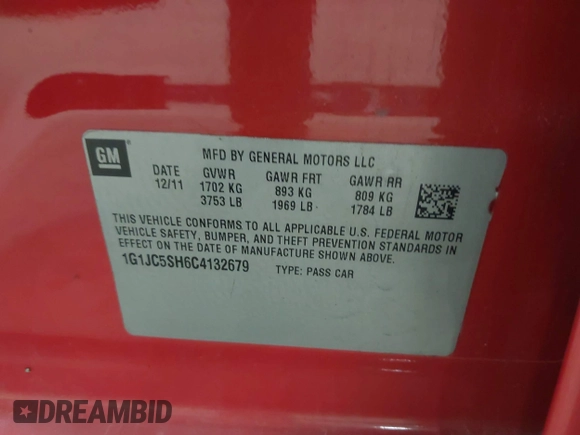 GM
MFD BY GENERAL MOTORS LLC
DATE GVWR GAWR FRT GAWR RR
12/11 1702 KG 893 KG 809 KG
3753 LB 1969 LB 1784 LB
THIS VEHICLE CONFORMS TO ALL APPLICABLE U.S. FEDERAL MOTOR
VEHICLE SAFETY, BUMPER, AND THEFT PREVENTION STANDARDS IN
EFFECT ON THE DATE OF MANUFACTURE SHOWN ABOVE.
1G1JC5SH6C4132679 TYPE: PASS CAR
DREAMBID